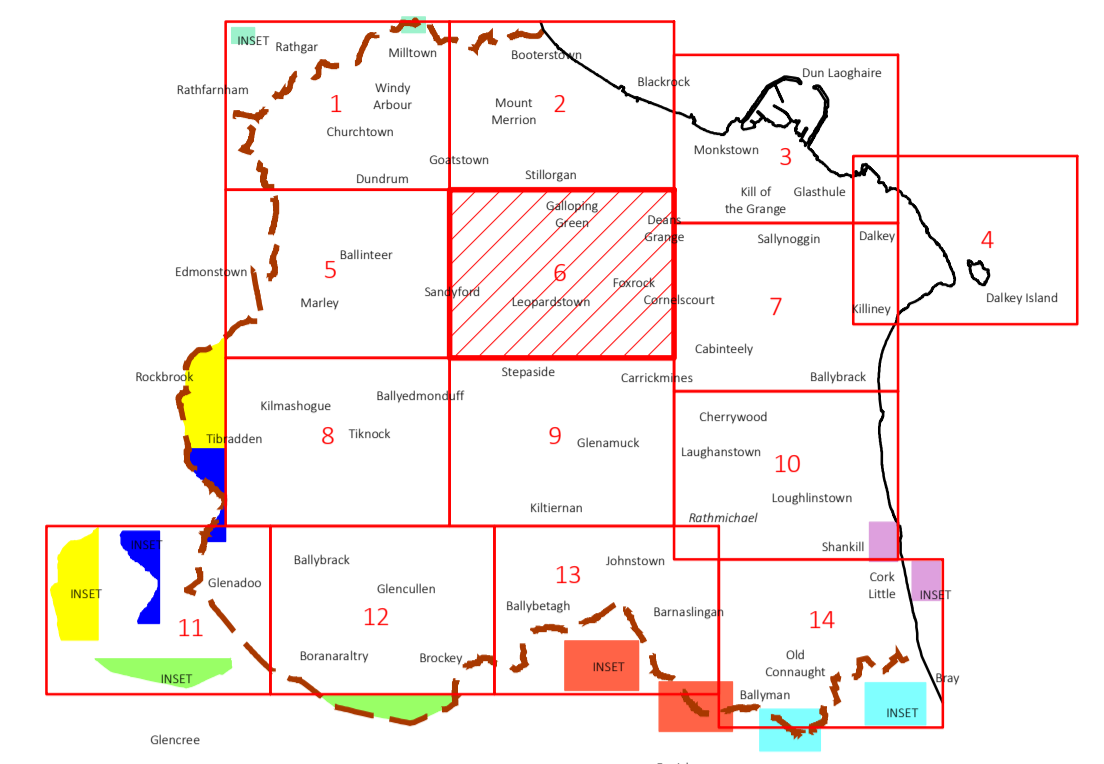 INSET
Rathgar
Milltown
Booterstown
Rathfarnham
1
Windy
Arbour
Churchtown
Goatstown
Dundrum
Mount
Merrion
2
Stillorgan
Blackrock
Dun Laoghaire
Monkstown
3
Kill of
the Grange
Glasthule
Galloping
Green
Deans
Grange
Sallynoggin
Dalkey
4
Dalkey Island
Edmonstown
5
Ballinteer
Marley
Sandyford
6
Leopardstown
Foxrock
Cornelscourt
7
Killiney
Cabinteely
Ballybrack
Rockbrook
Stepaside
Carrickmines
Kilmashogue
Ballyedmonduff
Tibradden
8
Tiknock
9
Glenamuck
Kiltiernan
Cherrywood
Laughanstown
10
Loughlinstown
Rathmichael
Shankill
INSET
INSET
Glenadoo
11
INSET
Ballybrack
Glencullen
12
Boranaraltry
Brockey
13
Johnstown
Ballybetagh
Barnaslingan
INSET
Cork
Little
INSET
14
Old
Connaught
Ballyman
Bray
INSET
Glencree